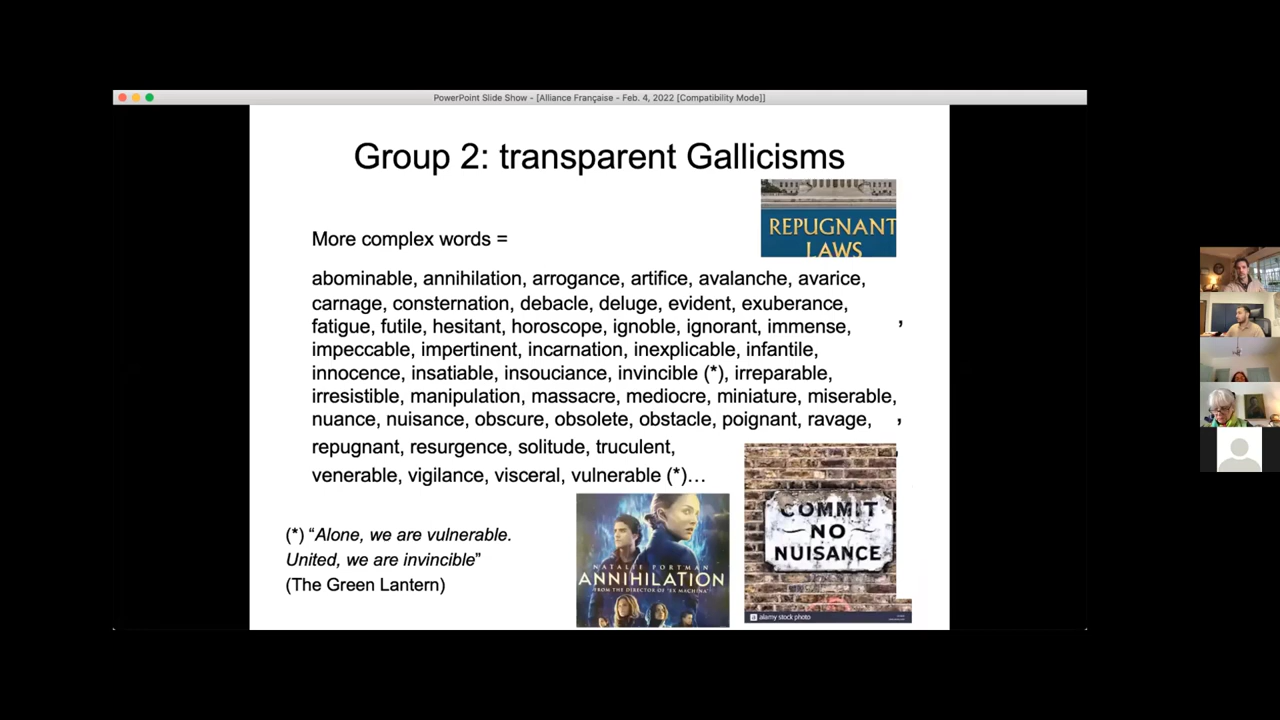 PowerPoint Slide Show - [Alliance Française - Feb. 4, 2022 [Compatibility Mode]]
Group 2: transparent Gallicisms
REPUGNANT
LAWS
More complex words =
abominable, annihilation, arrogance, artifice, avalanche, avarice,
carnage, consternation, debacle, deluge, evident, exuberance,
fatigue, futile, hesitant, horoscope, ignoble, ignorant, immense,
,
impeccable, impertinent, incarnation, inexplicable, infantile,
innocence, insatiable, insouciance, invincible (*), irreparable,
irresistible, manipulation, massacre, mediocre, miniature, miserable,
nuance, nuisance, obscure, obsolete, obstacle, poignant, ravage,
,
repugnant, resurgence, solitude, truculent,
venerable, vigilance, visceral, vulnerable (*)…
(*) “Alone, we are vulnerable.
United, we are invincible”
(The Green Lantern)
NATALIE PORTMAN
ANNIHILATION
FROM THE DIRECTOR OF 'EX MACHINA'
COMMIT
NO
NUISANCE
a alamy stock photo